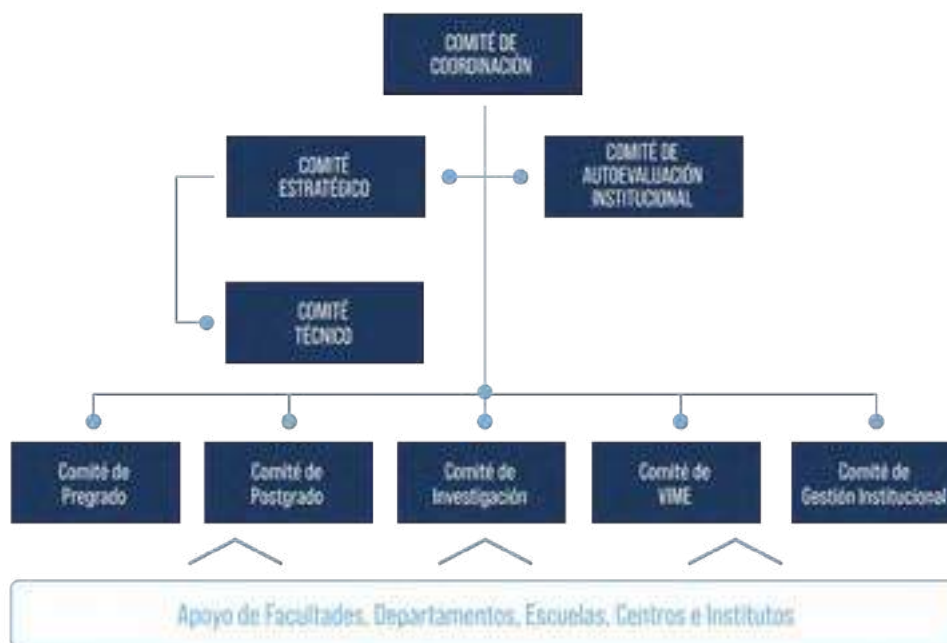 COMITÉ DE
COORDINACIÓN
COMITÉ
ESTRATÉGICO
COMITÉ DE
AUTOEVALUACIÓN
INSTITUCIONAL
COMITÉ
TÉCNICO
Comité de
Pregrado
Comité de
Postgrado
Comité de
Investigación
Comité de
VIME
Comité de
Gestión Institucional
Apoyo de Facultades, Departamentos, Escuelas, Centros e Institutos